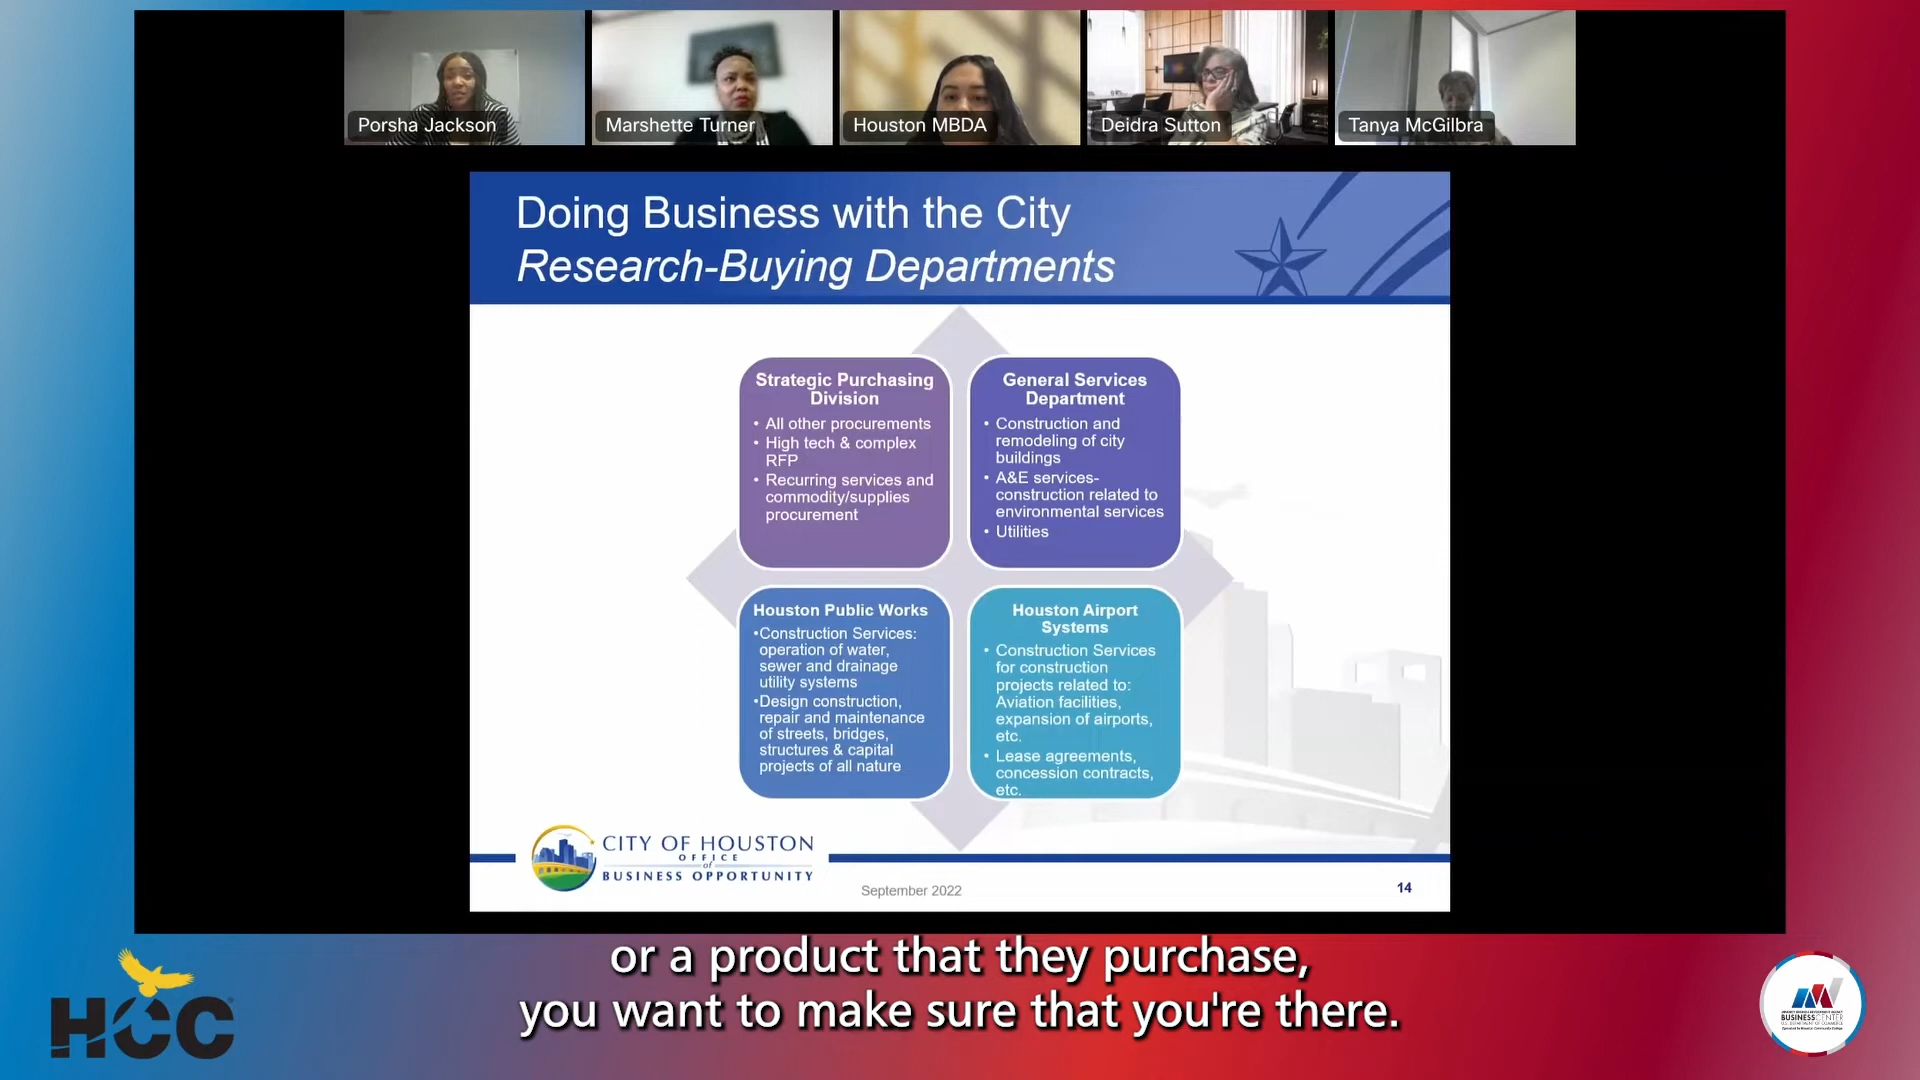 Porsha Jackson
Marshette Turner
Houston MBDA
Deidra Sutton
Tanya McGilbra
Doing Business with the City
Research-Buying Departments
Strategic Purchasing
Division
• All other procurements
• High tech & complex
RFP
• Recurring services and
commodity/supplies
procurement
General Services
Department
• Construction and
remodeling of city
buildings
• A&E services-
construction related to
environmental services
• Utilities
Houston Public Works
•Construction Services:
operation of water,
sewer and drainage
utility systems
•Design construction,
repair and maintenance
of streets, bridges,
structures & capital
projects of all nature
Houston Airport
Systems
• Construction Services
for construction
projects related to:
Aviation facilities,
expansion of airports,
etc.
• Lease agreements,
concession contracts,
etc.
CITY OF HOUSTON
OFFICE
of
BUSINESS OPPORTUNITY
September 2022
14
or a product that they purchase,
you want to make sure that you're there.
HCC
BUSINESS CENTER